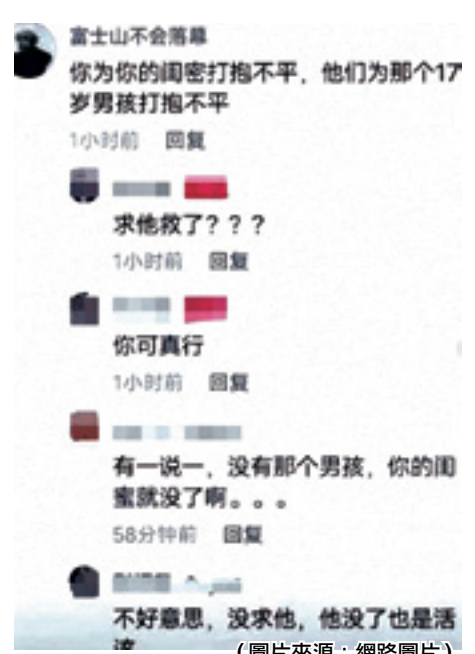 富士山不会落幕
你为你的闺密打抱不平，他们为那个17
岁男孩打抱不平
1小时前 回复
求他救了？？？
1小时前 回复
你可真行
1小时前 回复
有一说一，没有那个男孩，你的闺
蜜就没了啊。。。
58分钟前 回复
不好意思，没求他，他没了也是活
该
（圖片來源：網路圖片）